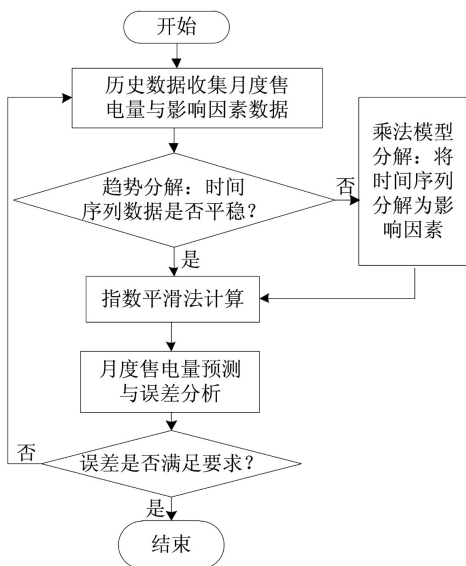 开始
历史数据收集月度售
电量与影响因素数据
趋势分解：时间
序列数据是否平稳？
否
乘法模型
分解：将
时间序列
分解为影
响因素
是
指数平滑法计算
月度售电量预测
与误差分析
否
误差是否满足要求？
是
结束